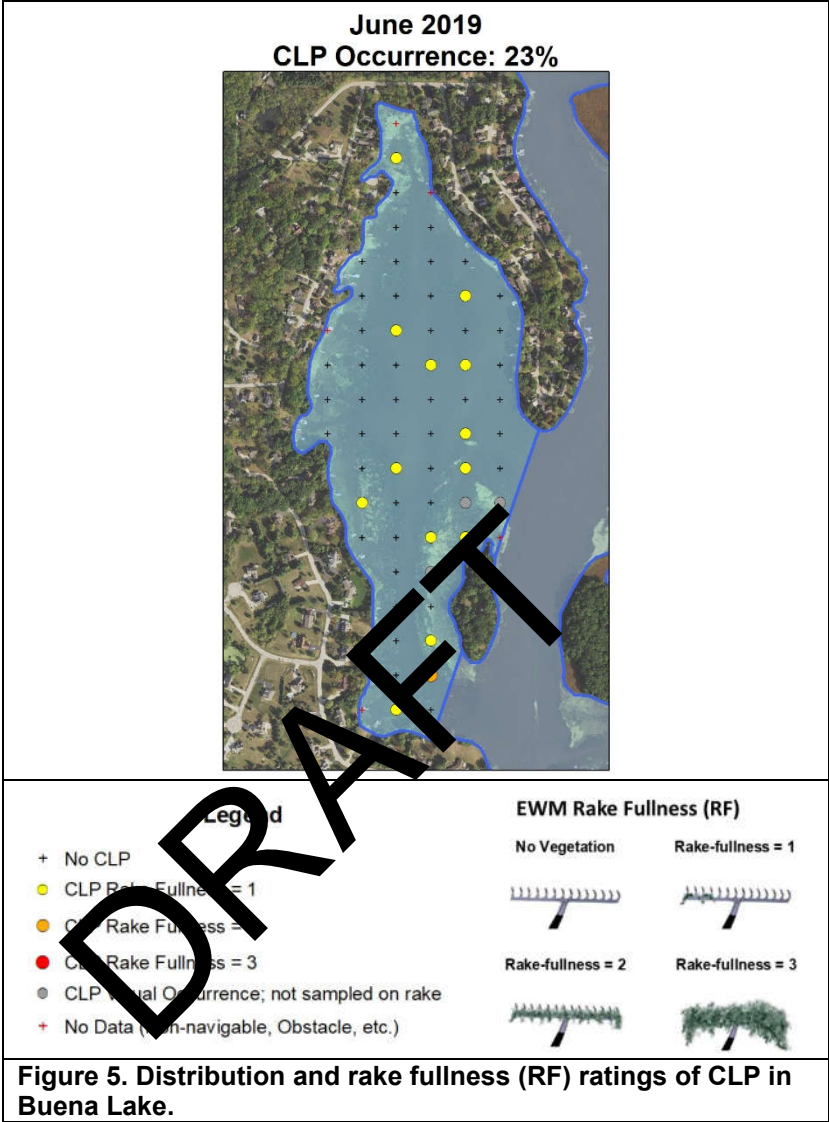 June 2019
CLP Occurrence: 23%
DRAFT
Legend
+ No CLP
CLP Rake Fullness = 1
CLP Rake Fullness =
CLP Rake Fullness = 3
CLP Visual Occurrence; not sampled on rake
+ No Data (Non-navigable, Obstacle, etc.)
EWM Rake Fullness (RF)
No Vegetation
Rake-fullness = 1
Rake-fullness = 2
Rake-fullness = 3
Figure 5. Distribution and rake fullness (RF) ratings of CLP in
Buena Lake.